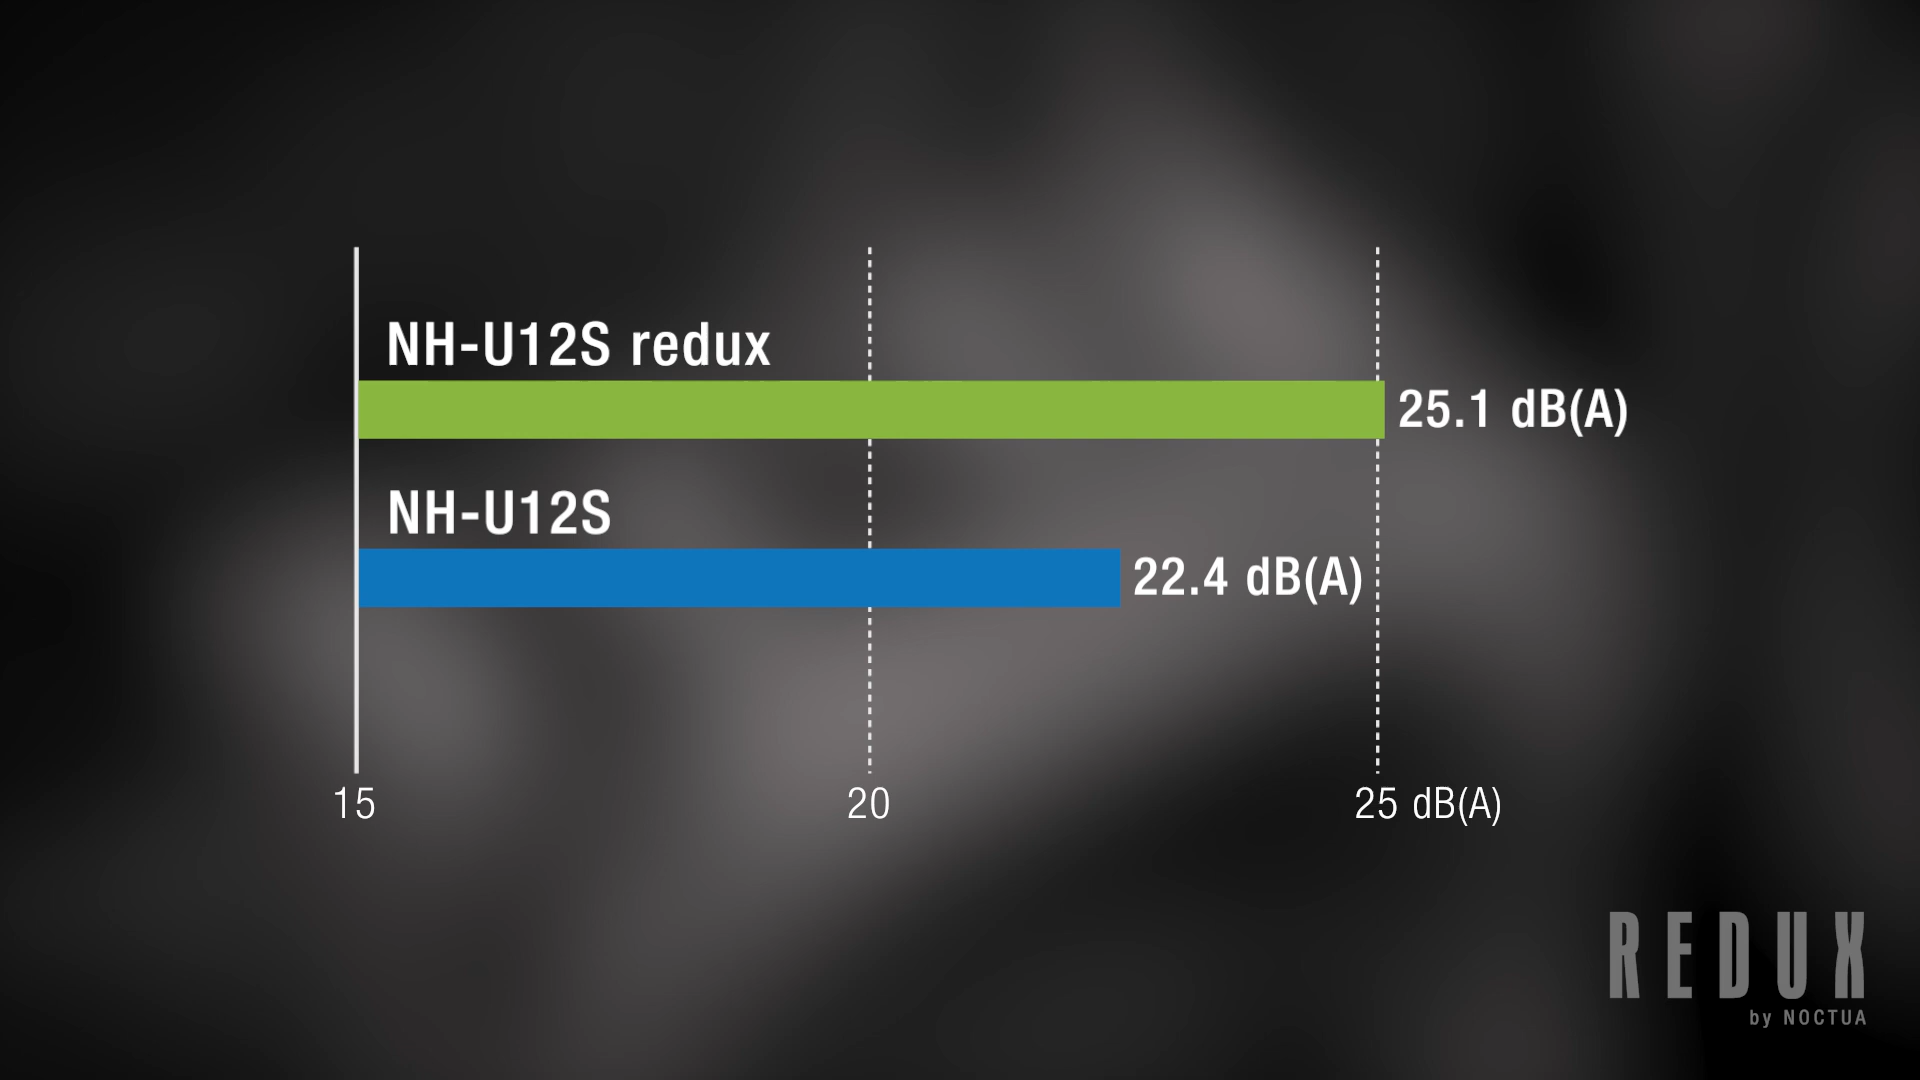 NH-U12S redux
25.1 dB(A)
NH-U12S
22.4 dB(A)
15
20
25 dB(A)
REDUX
by NOCTUA